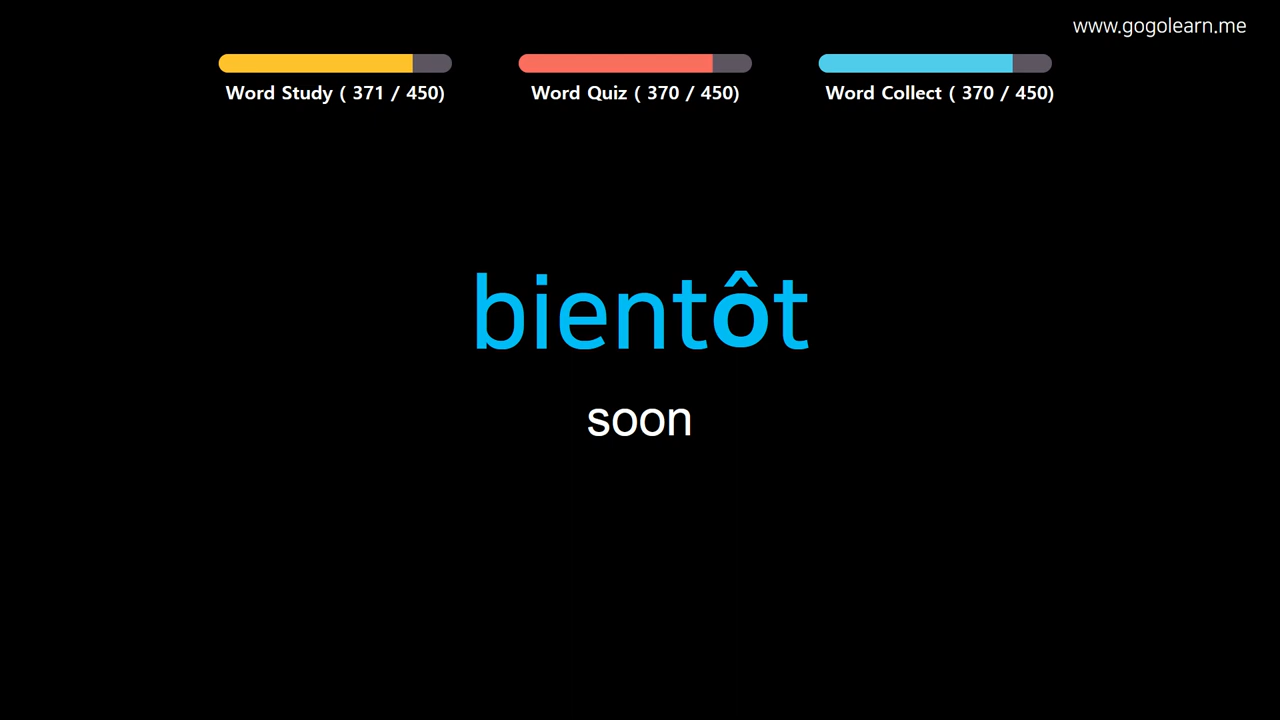 www.gogolearn.me
Word Study ( 371 / 450)
Word Quiz ( 370 / 450)
Word Collect ( 370 / 450)
bientôt
soon